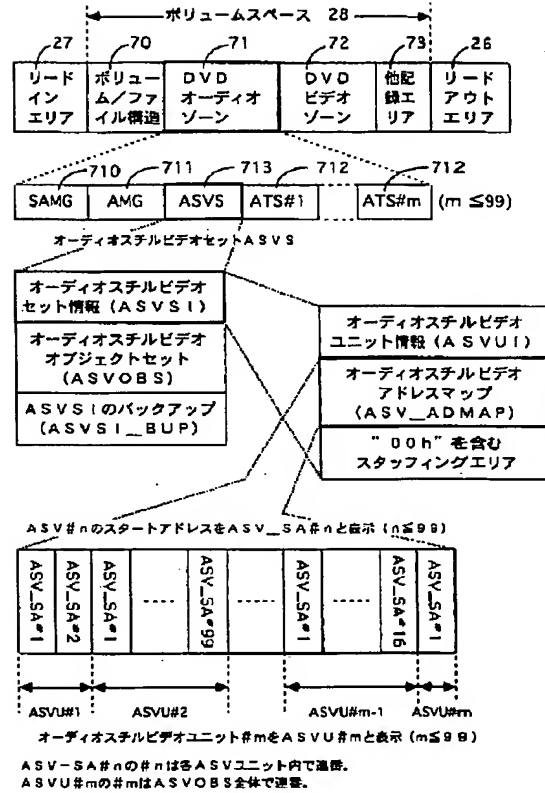 ボリュームスペース 28
27 70 71 72 73 26
リード
イン
エリア
ボリュー
ム/ファ
イル構造
DVD
オーディオ
ゾーン
DVD
ビデオ
ゾーン
他記
録エ
リア
リード
アウト
エリア
710 711 713 712 712
SAMG AMG ASVS ATS#1 ATS#m (m ≦99)
オーディオスチルビデオセットASVS
オーディオスチルビデオ
セット情報 (ASVSI)
オーディオスチルビデオ
オブジェクトセット
(ASVOBS)
ASVSIのバックアップ
(ASVSI_BUP)
オーディオスチルビデオ
ユニット情報 (ASVUI)
オーディオスチルビデオ
アドレスマップ
(ASV_ADMAP)
"00h"を含む
スタッフィングエリア
ASV#nのスタートアドレスをASV_SA#nと表示 (n≦99)
ASV_SA#1
ASV_SA#2
ASV_SA#1
ASV_SA#99
ASV_SA#1
ASV_SA#16
ASV_SA#1
ASVU#1 ASVU#2 ASVU#m-1 ASVU#m
オーディオスチルビデオユニット#mをASVU#mと表示 (m≦99)
ASV-SA#nの#nは各ASVユニット内で連番。
ASVU#mの#mはASVOBS全体で連番。